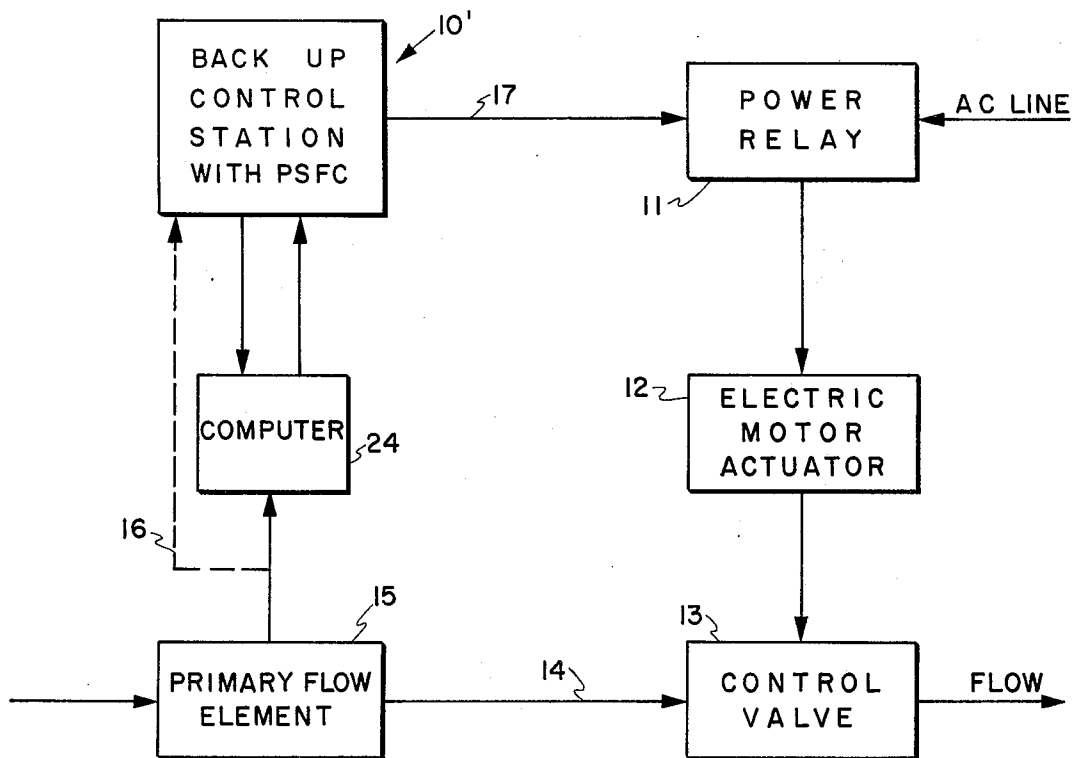 10'
BACK UP
CONTROL
STATION
WITH PSFC
17
POWER
RELAY
AC LINE
11
COMPUTER
24
12
ELECTRIC
MOTOR
ACTUATOR
16
15
PRIMARY FLOW
ELEMENT
14
13
CONTROL
VALVE
FLOW